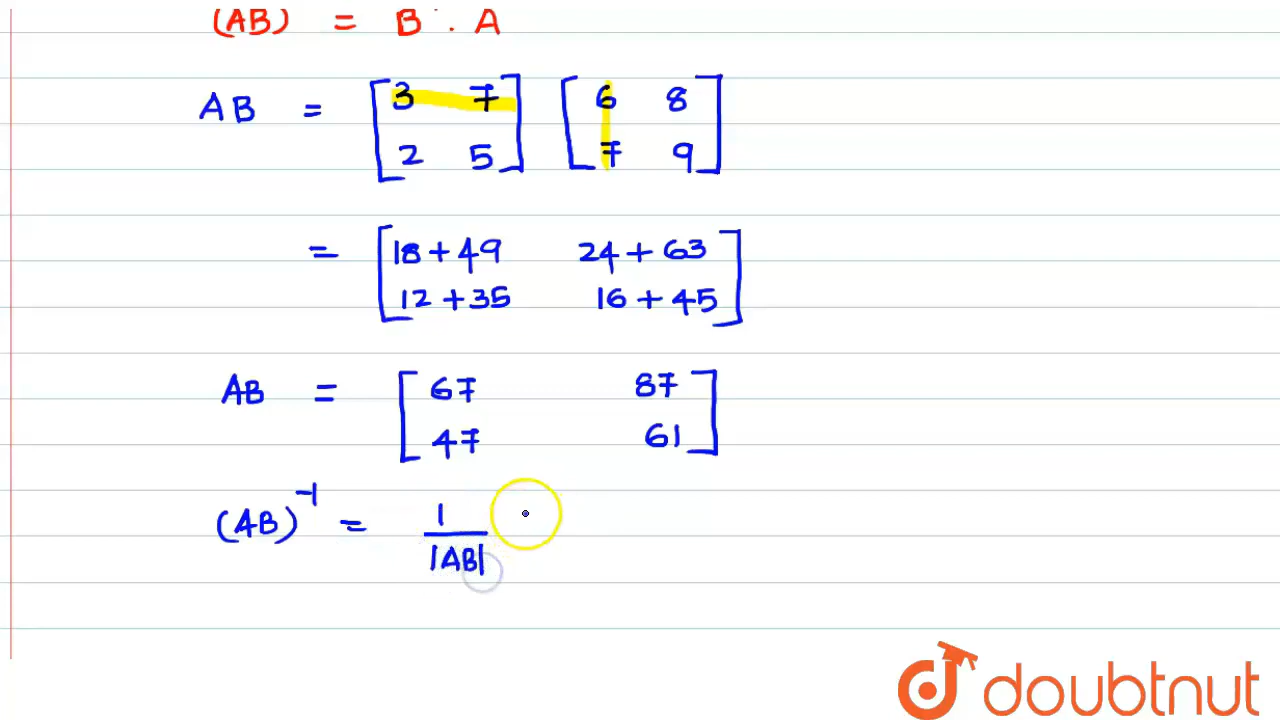 (AB) = B . A
AB = [3 7] [6 8]
[2 5] [7 9]
= [18+49 24+63]
[12+35 16+45]
AB = [67 87]
[47 61]
(AB)⁻¹ = 1
|AB|
doubtnut